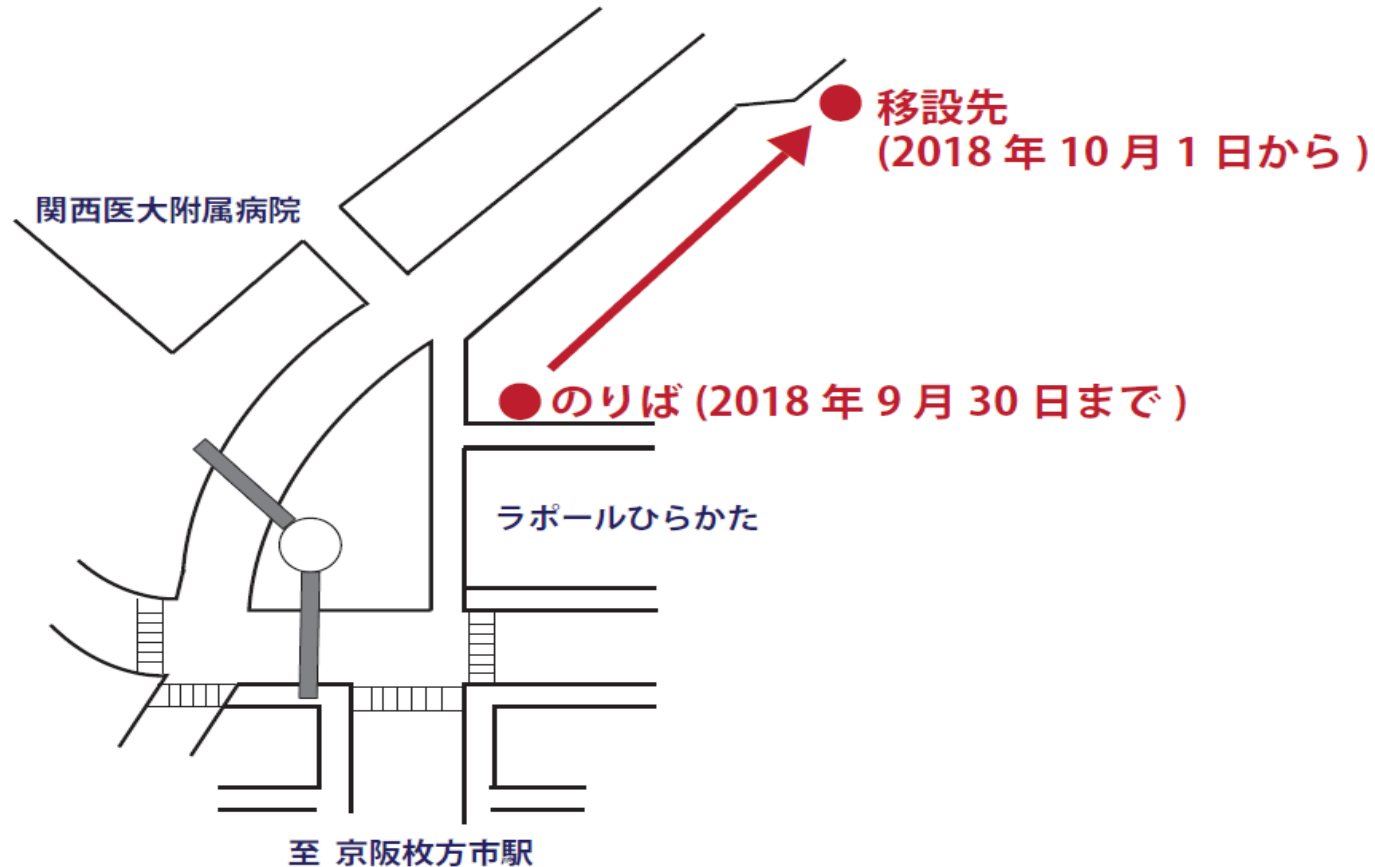 移設先
(2018 年 10 月 1 日から )
関西医大附属病院
のりば (2018 年 9 月 30 日まで )
ラポールひらかた
至 京阪枚方市駅